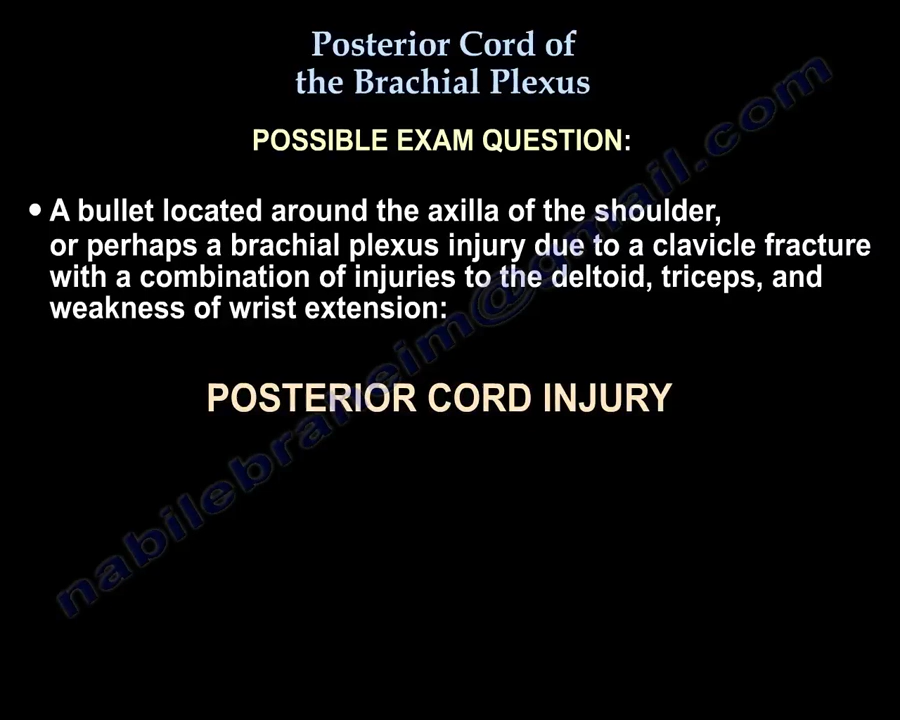 Posterior Cord of
the Brachial Plexus
POSSIBLE EXAM QUESTION:
• A bullet located around the axilla of the shoulder,
or perhaps a brachial plexus injury due to a clavicle fracture
with a combination of injuries to the deltoid, triceps, and
weakness of wrist extension:
POSTERIOR CORD INJURY
nabilebraheim@gmail.com